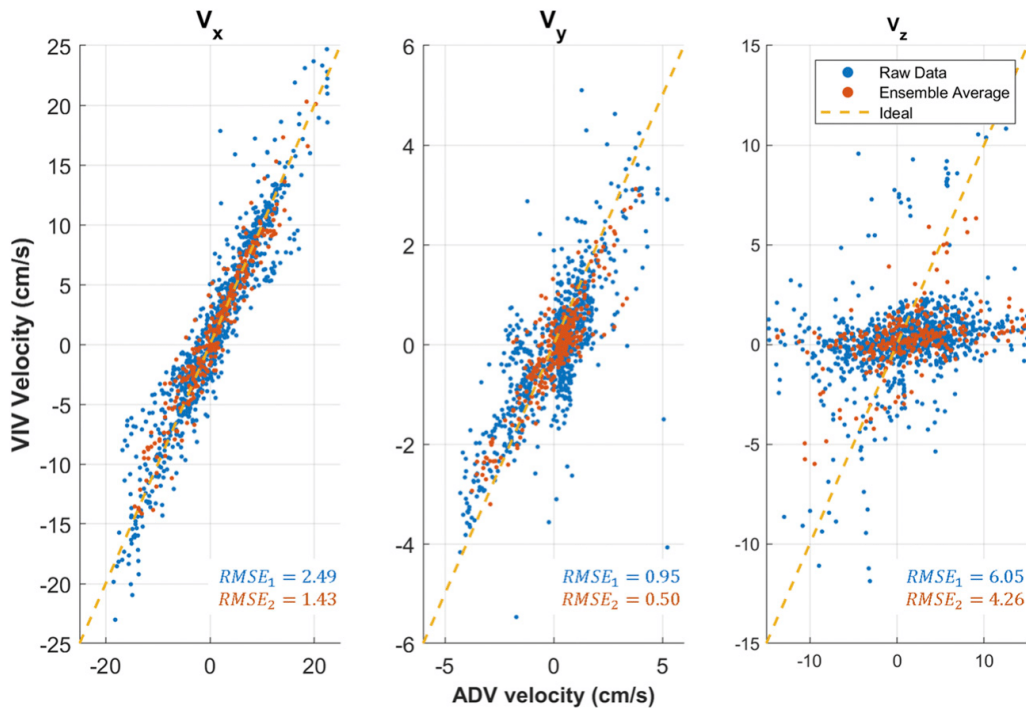 V_x
25
20
15
10
5
0
-5
-10
-15
-20
-25
-20
0
20
RMSE₁ = 2.49
RMSE₂ = 1.43
VIV Velocity (cm/s)
V_y
6
4
2
0
-2
-4
-6
-5
0
5
RMSE₁ = 0.95
RMSE₂ = 0.50
ADV velocity (cm/s)
V_z
15
10
5
0
-5
-10
-15
-10
0
10
Raw Data
Ensemble Average
Ideal
RMSE₁ = 6.05
RMSE₂ = 4.26